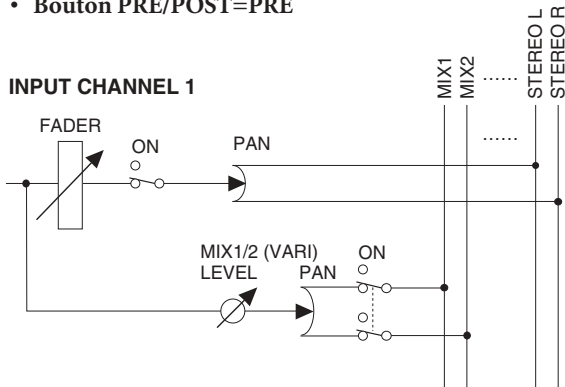 • Bouton PRE/POST=PRE
INPUT CHANNEL 1
FADER
ON
PAN
MIX1
MIX2
......
STEREO L
STEREO R
......
MIX1/2 (VARI)
LEVEL
PAN
ON